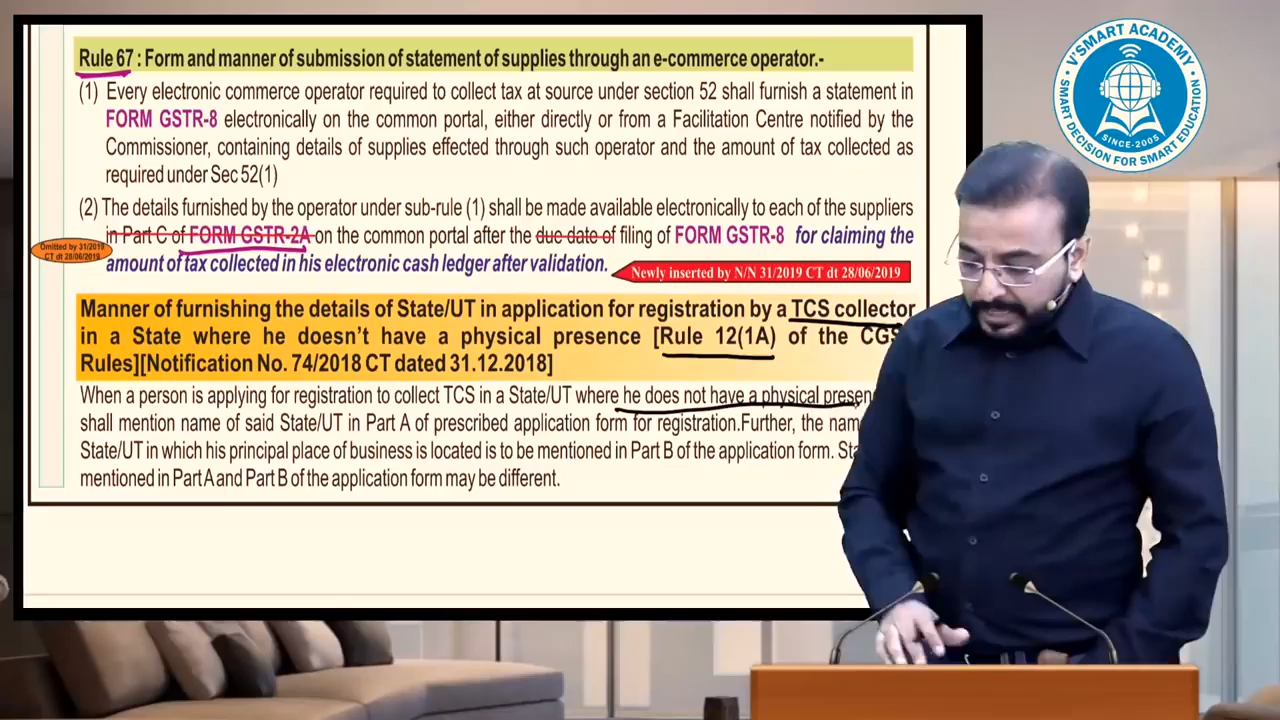 Rule 67 : Form and manner of submission of statement of supplies through an e-commerce operator.-
(1) Every electronic commerce operator required to collect tax at source under section 52 shall furnish a statement in
FORM GSTR-8 electronically on the common portal, either directly or from a Facilitation Centre notified by the
Commissioner, containing details of supplies effected through such operator and the amount of tax collected as
required under Sec 52(1)
(2) The details furnished by the operator under sub-rule (1) shall be made available electronically to each of the suppliers
in Part C of FORM GSTR-2A on the common portal after the due date of filing of FORM GSTR-8 for claiming the
amount of tax collected in his electronic cash ledger after validation.
Omitted by 31/2019
CT dt 28/06/2019
Newly inserted by N/N 31/2019 CT dt 28/06/2019
Manner of furnishing the details of State/UT in application for registration by a TCS collector
in a State where he doesn't have a physical presence [Rule 12(1A) of the
Rules][Notification No. 74/2018 CT dated 31.12.2018]
When a person is applying for registration to collect TCS in a State/UT where he does not have a physical
shall mention name of said State/UT in Part A of prescribed application form for registration.Further, the
State/UT in which his principal place of business is located is to be mentioned in Part B of the application form.
mentioned in Part A and Part B of the application form may be different.
V'SMART ACADEMY
SINCE-2005
SMART DECISION FOR SMART EDUCATION